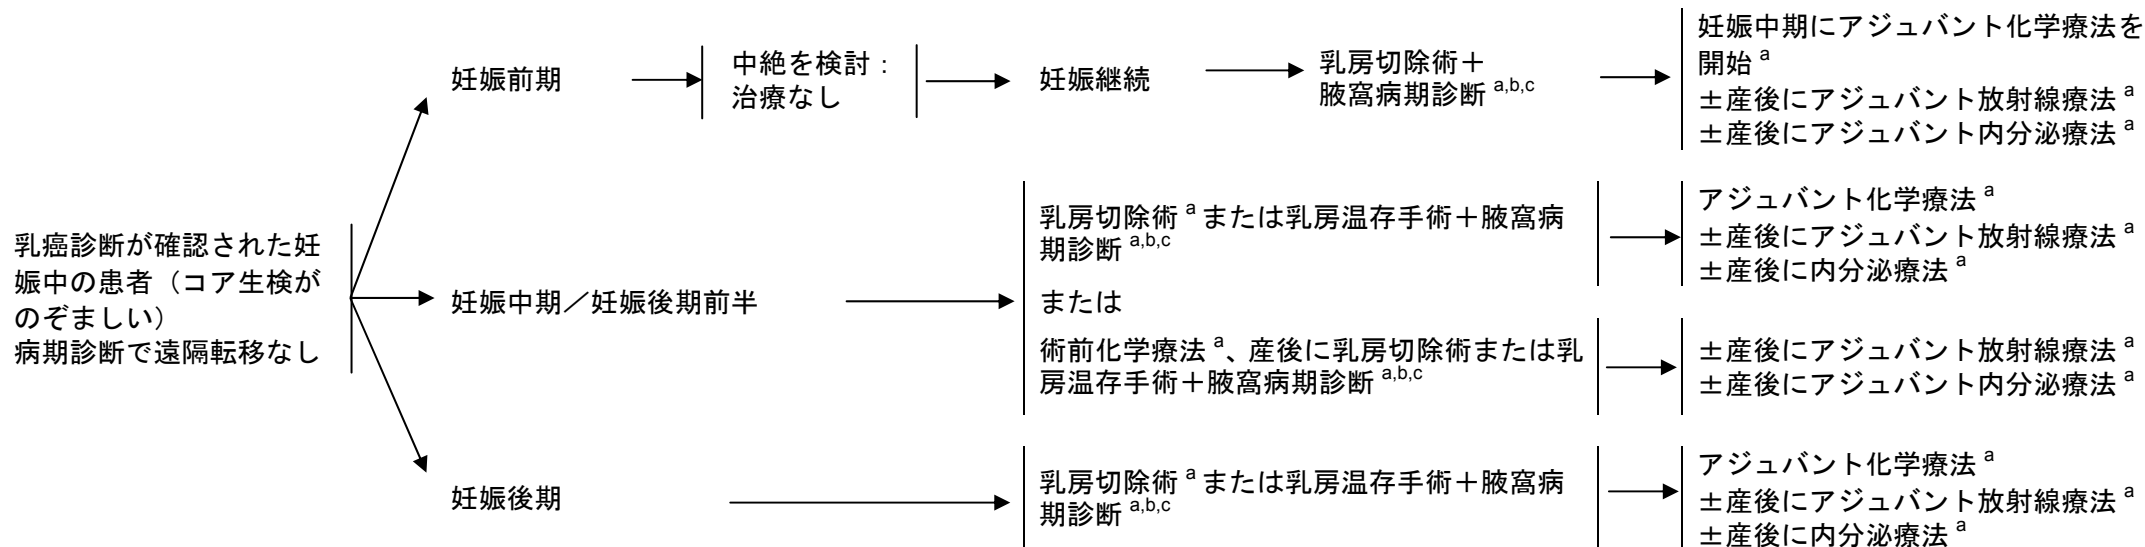 乳癌診断が確認された妊
娠中の患者（コア生検が
のぞましい）
病期診断で遠隔転移なし
妊娠前期
中絶を検討：
治療なし
妊娠継続
乳房切除術＋
腋窩病期診断 a,b,c
妊娠中期にアジュバント化学療法を
開始 a
±産後にアジュバント放射線療法 a
±産後にアジュバント内分泌療法 a
妊娠中期／妊娠後期前半
乳房切除術 a または乳房温存手術＋腋窩病
期診断 a,b,c
または
術前化学療法 a、産後に乳房切除術または乳
房温存手術＋腋窩病期診断 a,b,c
アジュバント化学療法 a
±産後にアジュバント放射線療法 a
±産後に内分泌療法 a
±産後にアジュバント放射線療法 a
±産後にアジュバント内分泌療法 a
妊娠後期
乳房切除術 a または乳房温存手術＋腋窩病
期診断 a,b,c
アジュバント化学療法 a
±産後にアジュバント放射線療法 a
±産後に内分泌療法 a